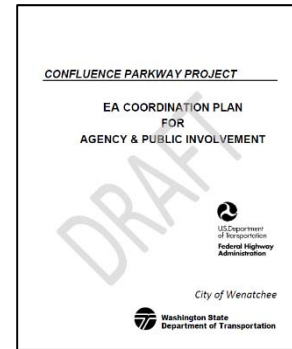 CONFLUENCE PARKWAY PROJECT
EA COORDINATION PLAN
FOR
AGENCY & PUBLIC INVOLVEMENT
DRAFT
U.S.Department
of Transportation
Federal Highway
Administration
City of Wenatchee
Washington State
Department of Transportation